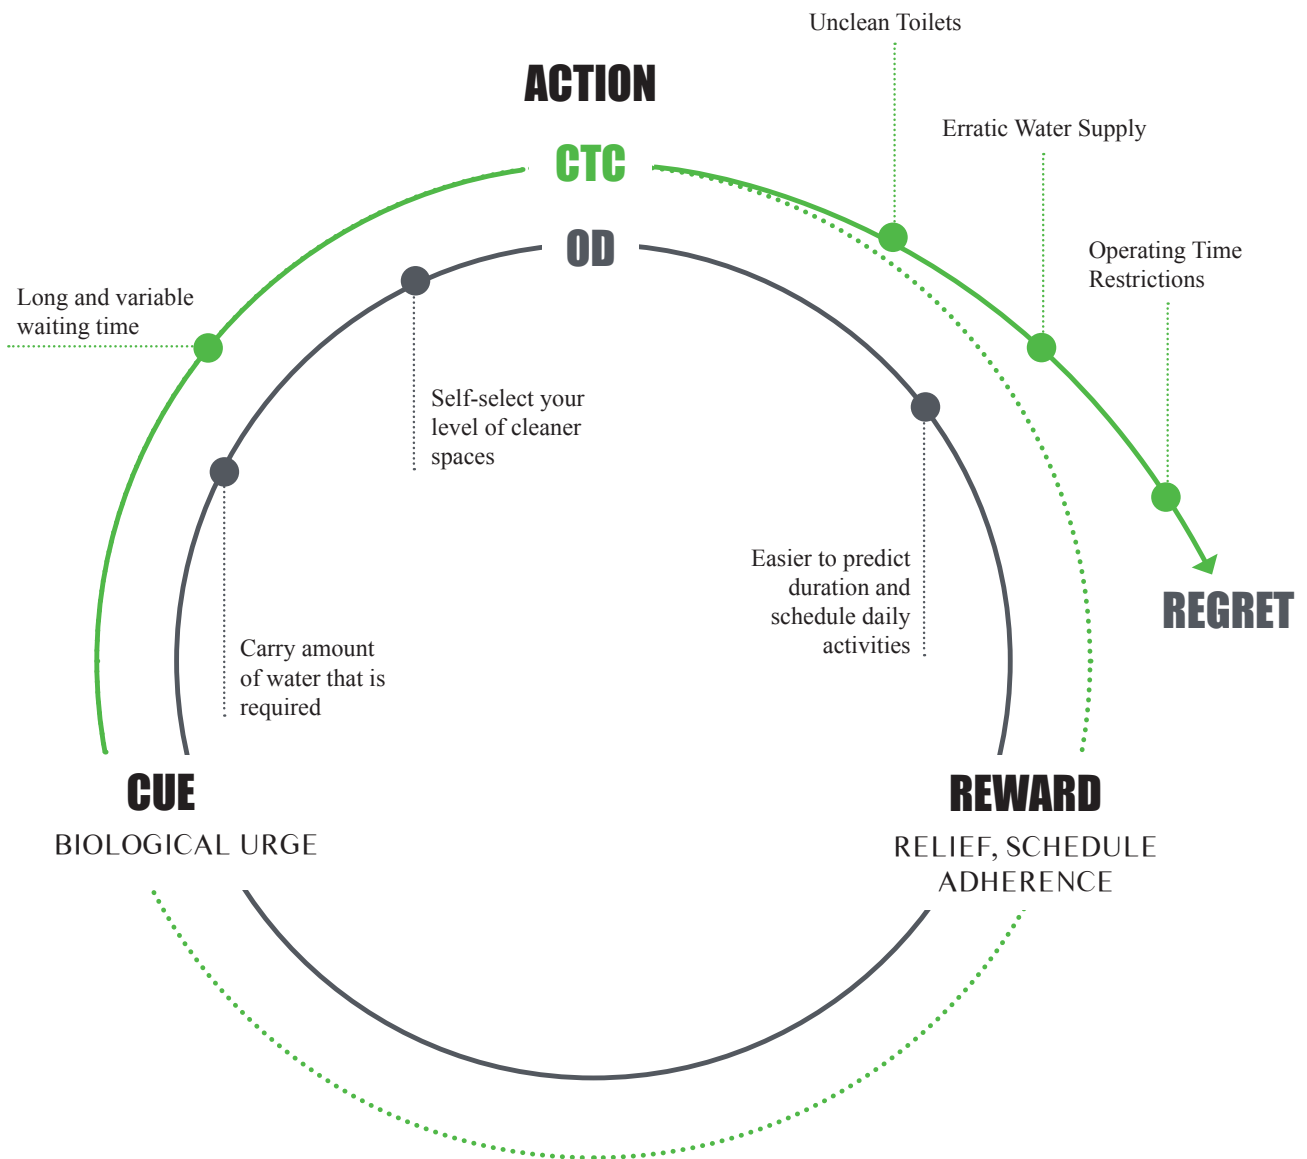 Unclean Toilets
ACTION
Erratic Water Supply
CTC
OD
Operating Time
Restrictions
Long and variable
waiting time
Self-select your
level of cleaner
spaces
Easier to predict
duration and
schedule daily
activities
REGRET
Carry amount
of water that is
required
CUE
BIOLOGICAL URGE
REWARD
RELIEF, SCHEDULE
ADHERENCE